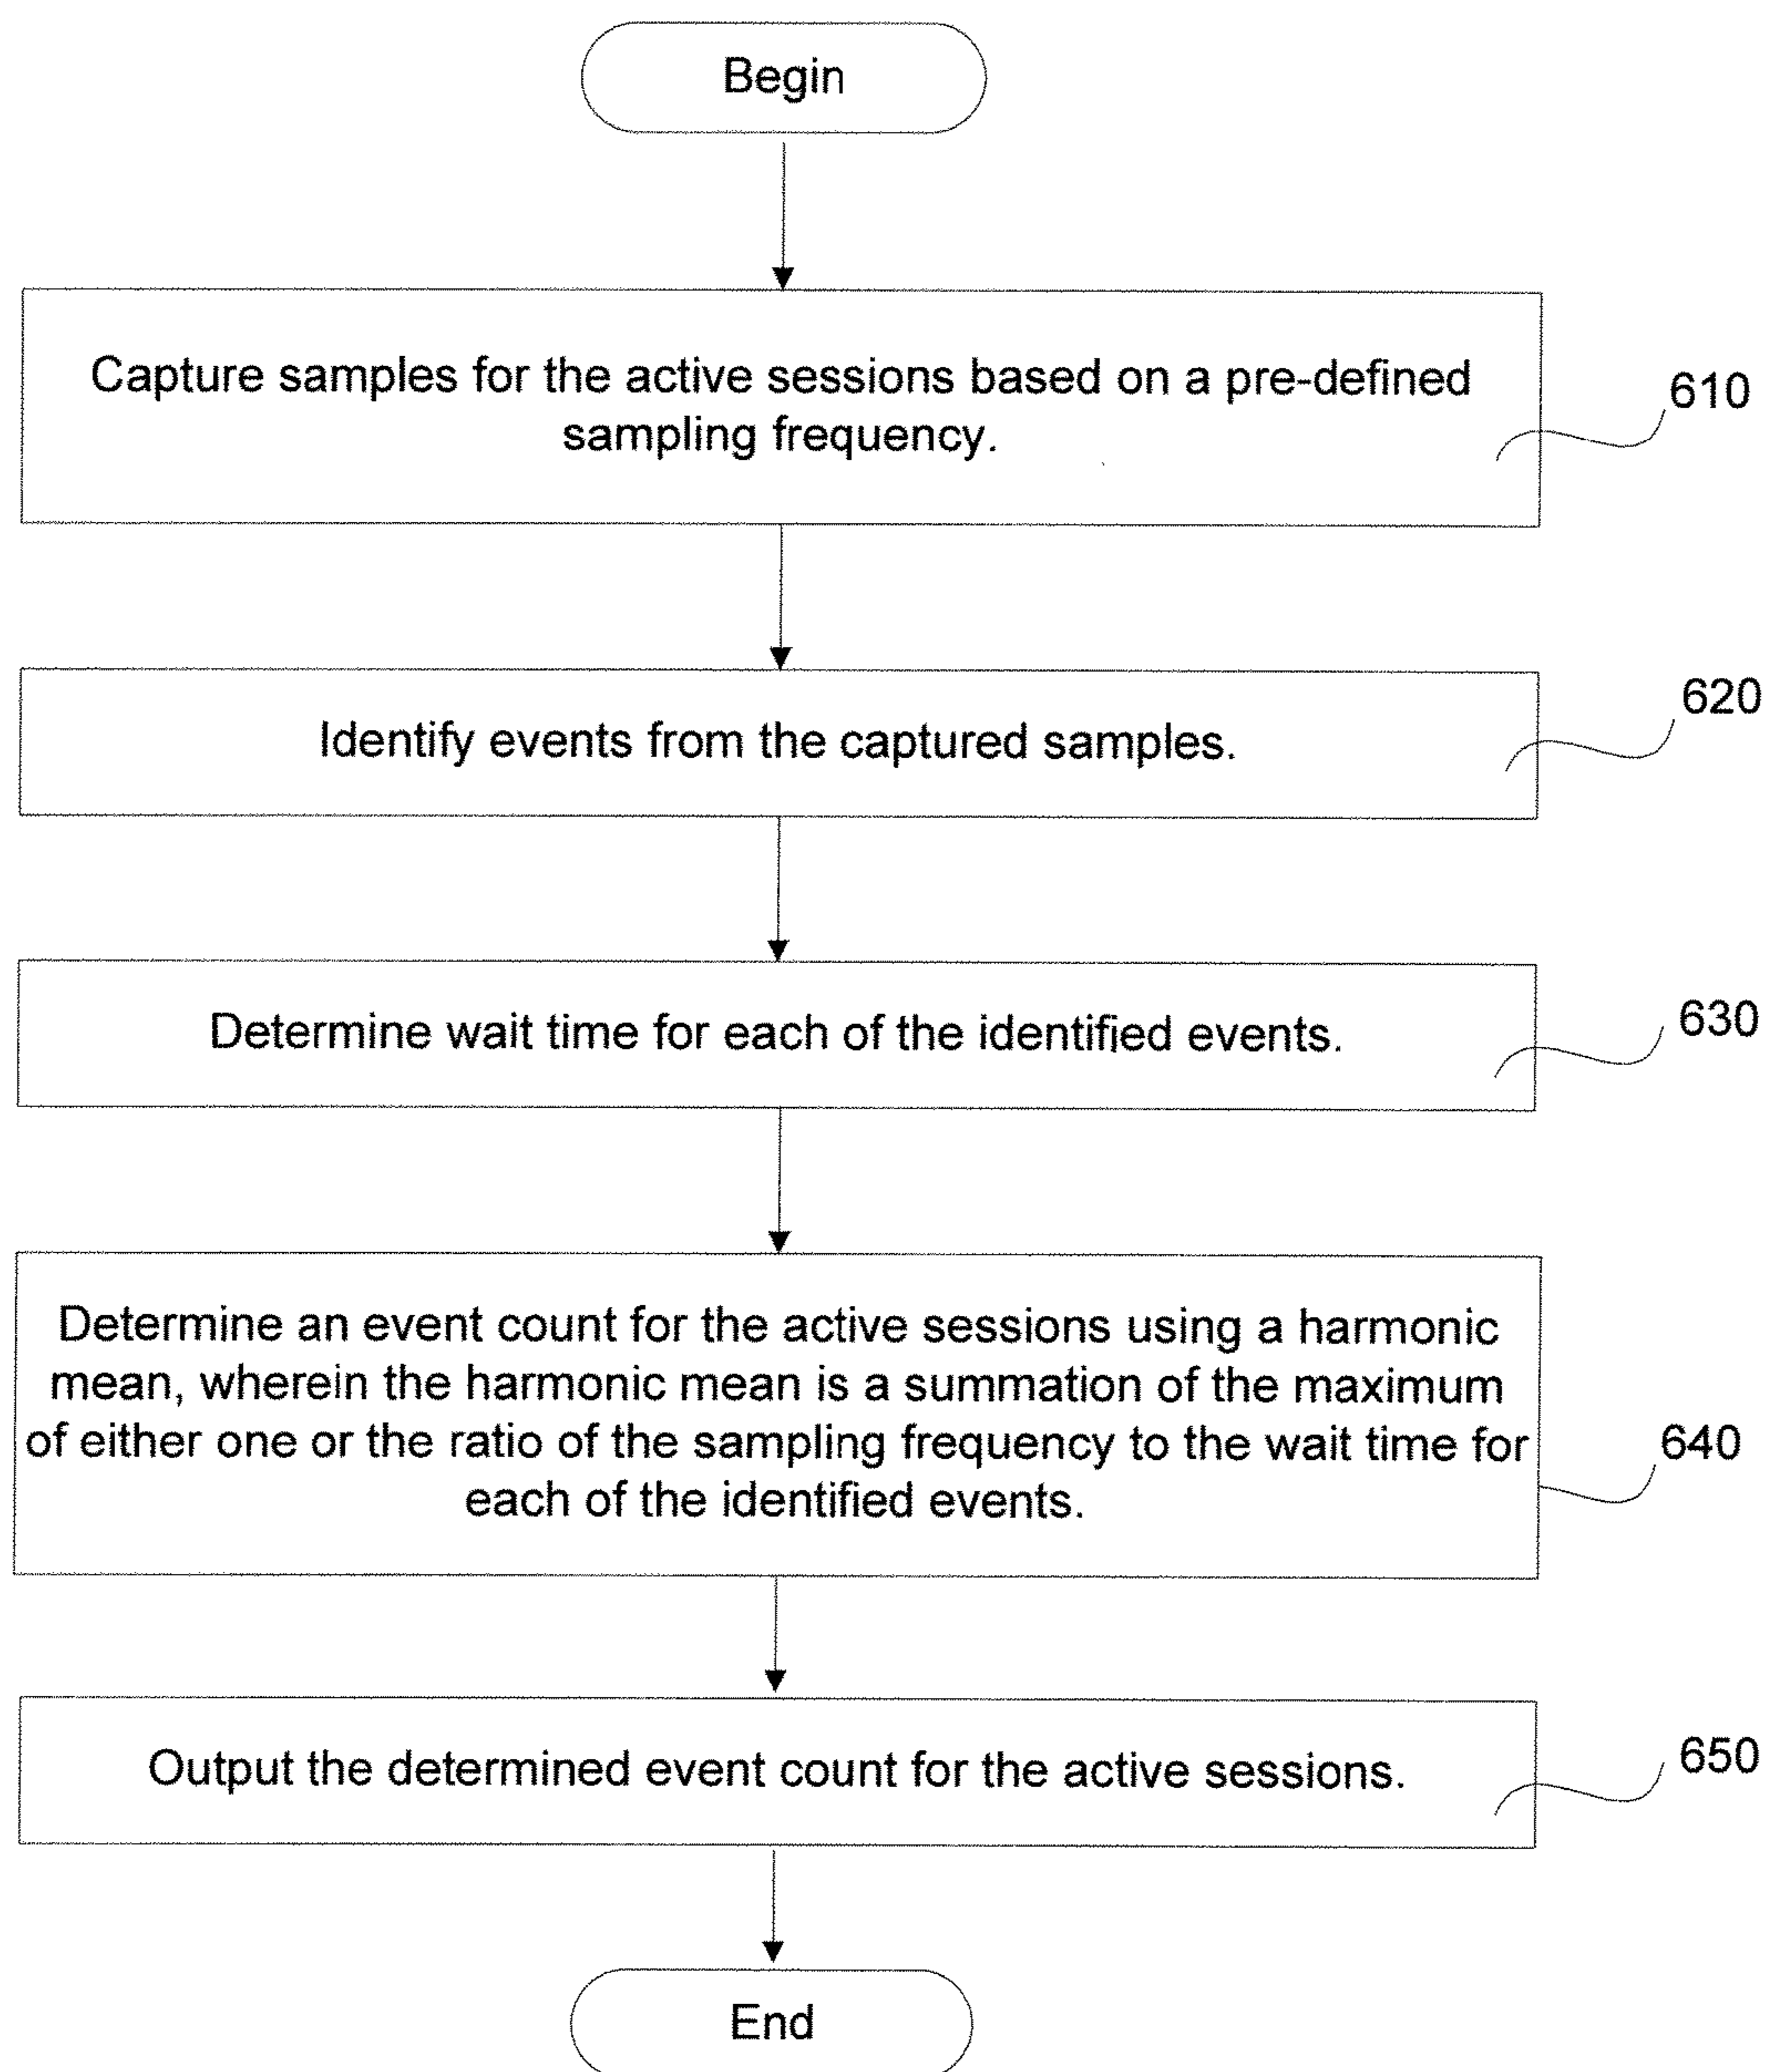 Begin
Capture samples for the active sessions based on a pre-defined
sampling frequency.
610
Identify events from the captured samples.
620
Determine wait time for each of the identified events.
630
Determine an event count for the active sessions using a harmonic
mean, wherein the harmonic mean is a summation of the maximum
of either one or the ratio of the sampling frequency to the wait time for
each of the identified events.
640
Output the determined event count for the active sessions.
650
End